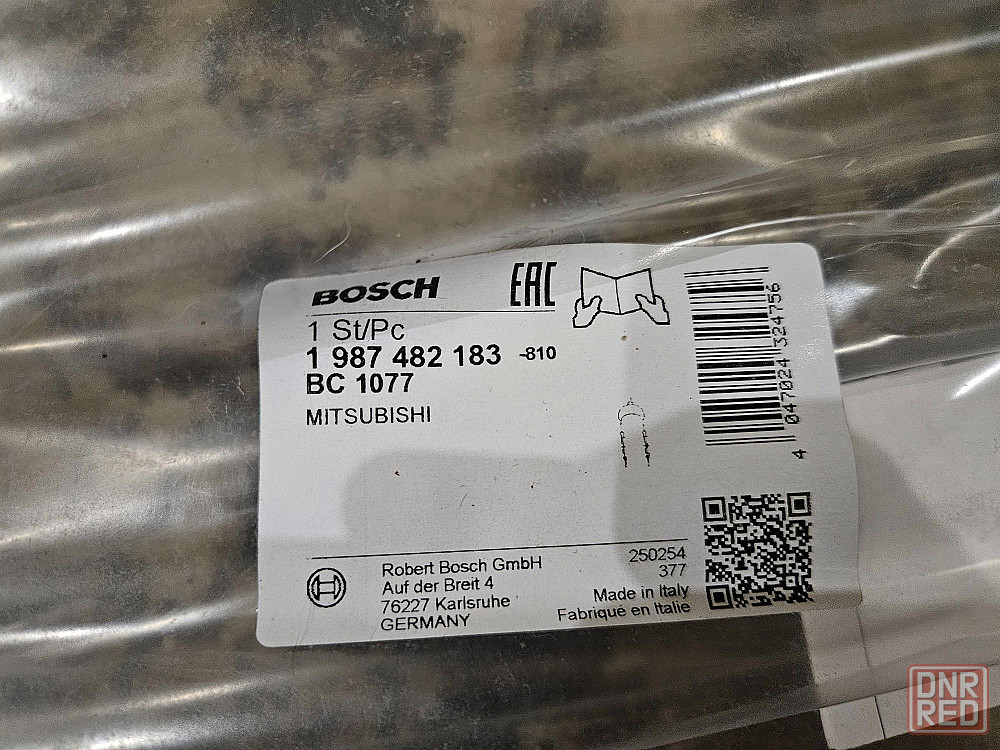 BOSCH
EAC
1 St/Pc
1 987 482 183 -810
BC 1077
MITSUBISHI
4 047024 324756
Robert Bosch GmbH
Auf der Breit 4
76227 Karlsruhe
GERMANY
250254
377
Made in Italy
Fabriqué en Italie
DNR
RED